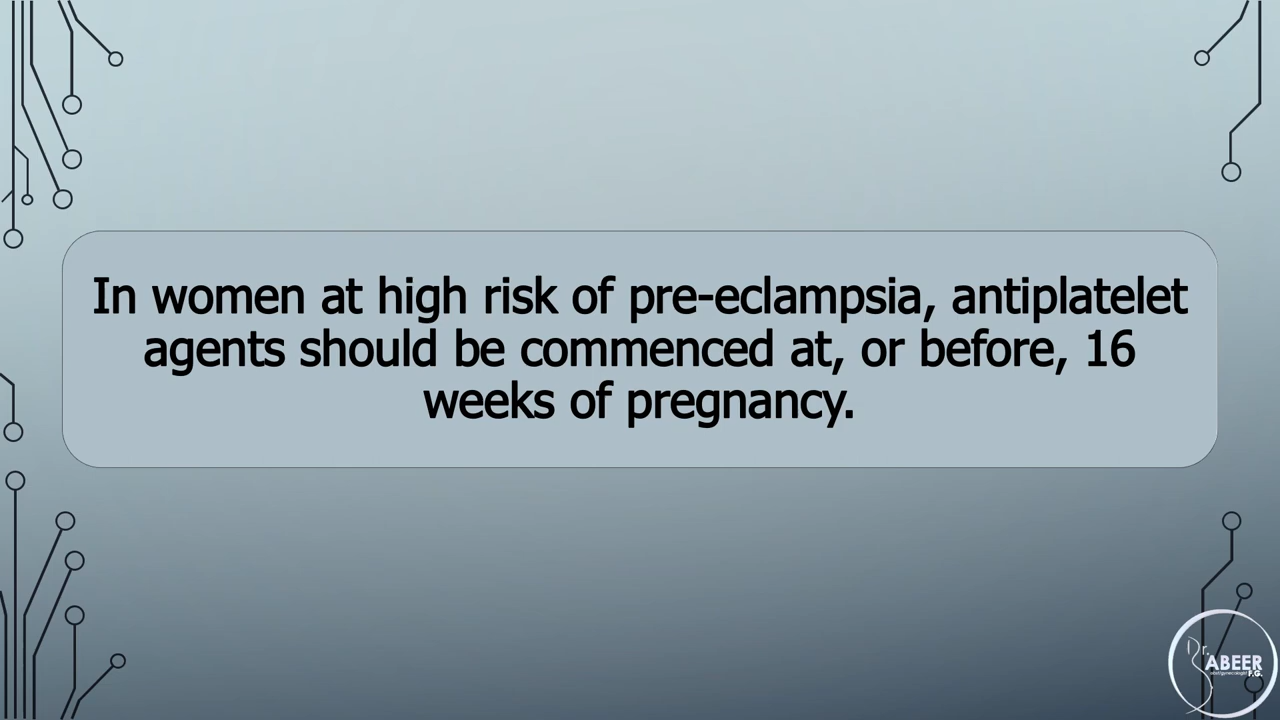 In women at high risk of pre-eclampsia, antiplatelet
agents should be commenced at, or before, 16
weeks of pregnancy.
Dr.
ABEER
F.G.